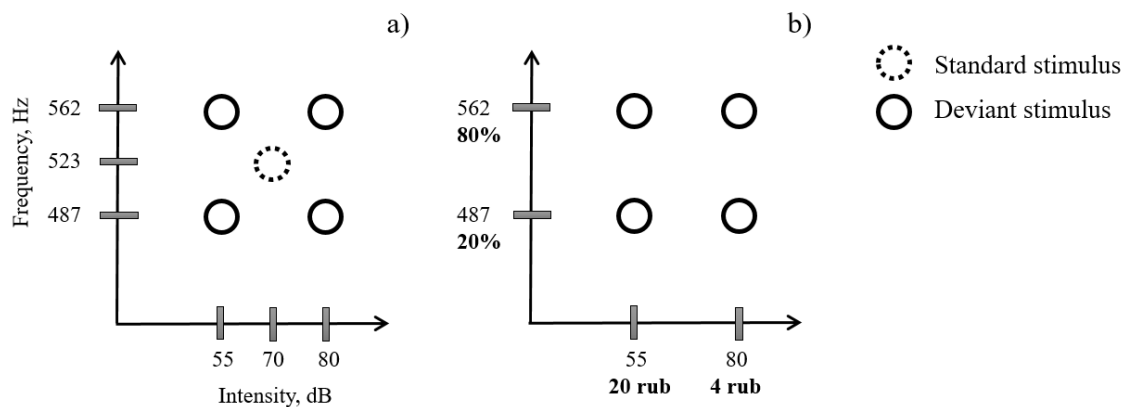 a)
Frequency, Hz
562
523
487
55 70 80
Intensity, dB
b)
562
80%
487
20%
55 80
20 rub 4 rub
Standard stimulus
Deviant stimulus